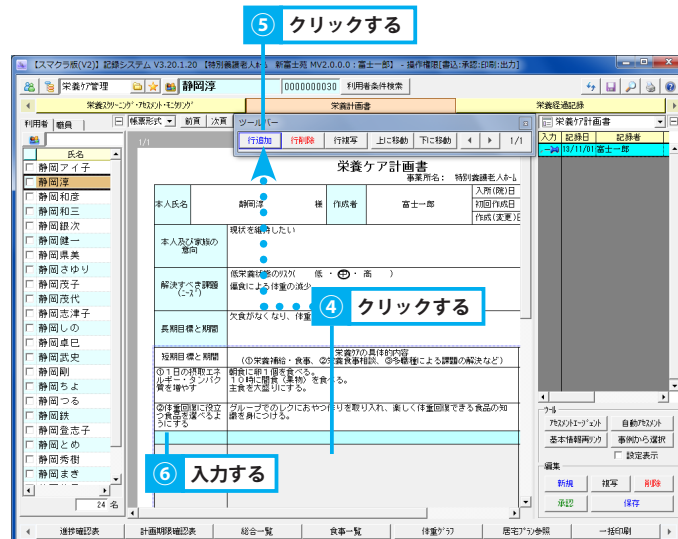 ⑤ クリックする
【スマクラ版(V2)】記録システム V3.20.1.20 【特別養護老人ﾎｰﾑ 新富士苑 MV2.0.0.0:富士一郎】 - 操作権限[書込:承認:印刷:出力]
栄養ｹｱ管理
静岡淳
0000000030
利用者条件検索
栄養ｽｸﾘｰﾆﾝｸﾞ･ｱｾｽﾒﾝﾄ･ﾓﾆﾀﾘﾝｸﾞ
栄養計画書
栄養経過記録
利用者
職員
帳票形式
前頁
次頁
ツールバー
行追加
行削除
行複写
上に移動
下に移動
1/1
栄養ｹｱ計画書
入力
記録日
記録者
13/11/01
富士一郎
氏名
静岡アイ子
静岡淳
静岡和彦
静岡和三
静岡銀次
静岡健一
静岡県美
静岡さゆり
静岡茂子
静岡茂代
静岡志津子
静岡しの
静岡卓巳
静岡武史
静岡剛
静岡ちよ
静岡つる
静岡鉄
静岡登志子
静岡とめ
静岡秀樹
静岡まき
24 名
1/1
栄養ケア計画書
事業所名: 特別養護老人ﾎｰﾑ
本人氏名
静岡淳 様
作成者
富士一郎
入所(院)日
初回作成日
作成(変更)日
本人及び家族の
意向
現状を維持したい
解決すべき課題
(ﾆｰｽﾞ)
低栄養状態のﾘｽｸ( 低 ・ 中 ・ 高 )
偏食による体重の減少
④ クリックする
長期目標と期間
欠食がなくなり、体重
短期目標と期間
栄養ｹｱの具体的内容
(①栄養補給・食事、②栄養食事相談、③多職種による課題の解決など)
①1日の摂取エネ
ルギー・タンパク
質を増やす
朝食に卵1個を食べる。
10時に間食(果物)を食べる。
主食を大盛りにする。
②体重回復に役立
つ食品を選べるよ
うにする
グループでのレクにおやつ作りを取り入れ、楽しく体重回復できる食品の知
識を身につける。
⑥ 入力する
ﾂｰﾙ
ｱｾｽﾒﾝﾄｴｰｼﾞｪﾝﾄ
自動ｱｾｽﾒﾝﾄ
基本情報再ﾘﾝｸ
事例から選択
設定表示
編集
新規
複写
削除
承認
保存
進捗確認表
計画期限確認表
総合一覧
食事一覧
体重ｸﾞﾗﾌ
居宅ﾌﾟﾗﾝ参照
一括印刷